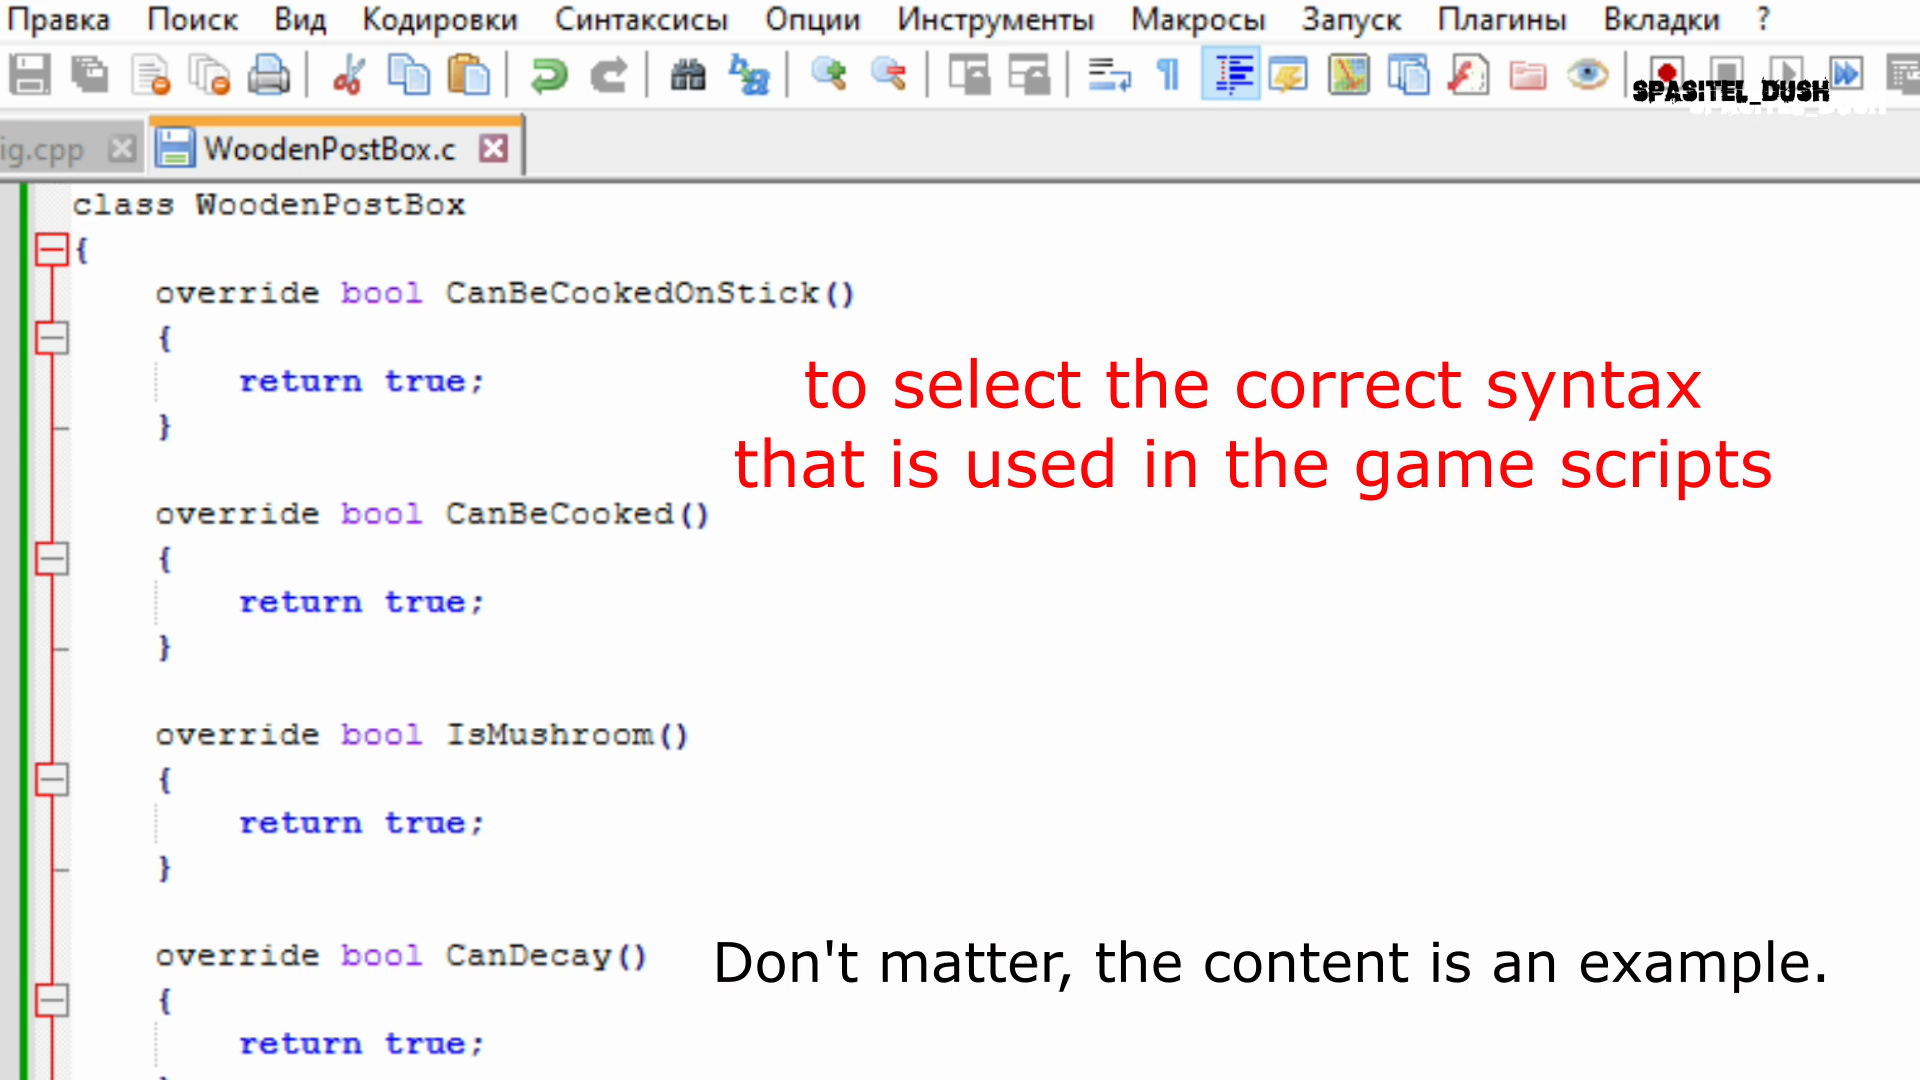 Правка Поиск Вид Кодировки Синтаксисы Опции Инструменты Макросы Запуск Плагины Вкладки ?
SPASITEL_DUSH
ig.cpp WoodenPostBox.c
class WoodenPostBox
{
override bool CanBeCookedOnStick()
{
return true;
}
to select the correct syntax
that is used in the game scripts
override bool CanBeCooked()
{
return true;
}
override bool IsMushroom()
{
return true;
}
override bool CanDecay()
Don't matter, the content is an example.
{
return true;